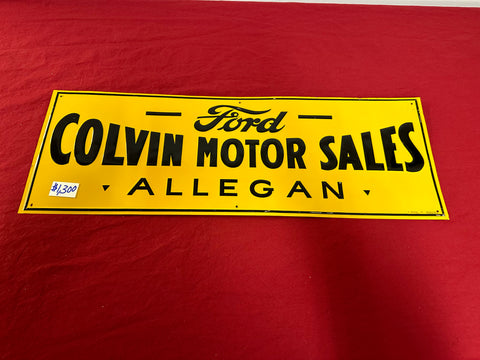 Ford
COLVIN MOTOR SALES
ALLEGAN
$1,300